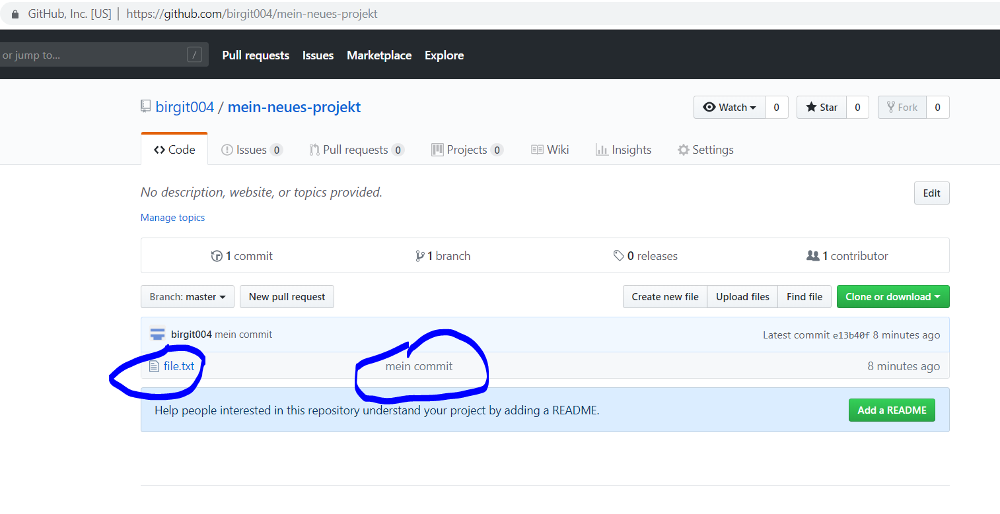 GitHub, Inc. [US] | https://github.com/birgit004/mein-neues-projekt
or jump to... /
Pull requests Issues Marketplace Explore
birgit004 / mein-neues-projekt
Watch 0 Star 0 Fork 0
Code Issues 0 Pull requests 0 Projects 0 Wiki Insights Settings
No description, website, or topics provided.
Edit
Manage topics
1 commit 1 branch 0 releases 1 contributor
Branch: master New pull request Create new file Upload files Find file Clone or download
birgit004 mein commit Latest commit e13b40f 8 minutes ago
file.txt mein commit 8 minutes ago
Help people interested in this repository understand your project by adding a README. Add a README